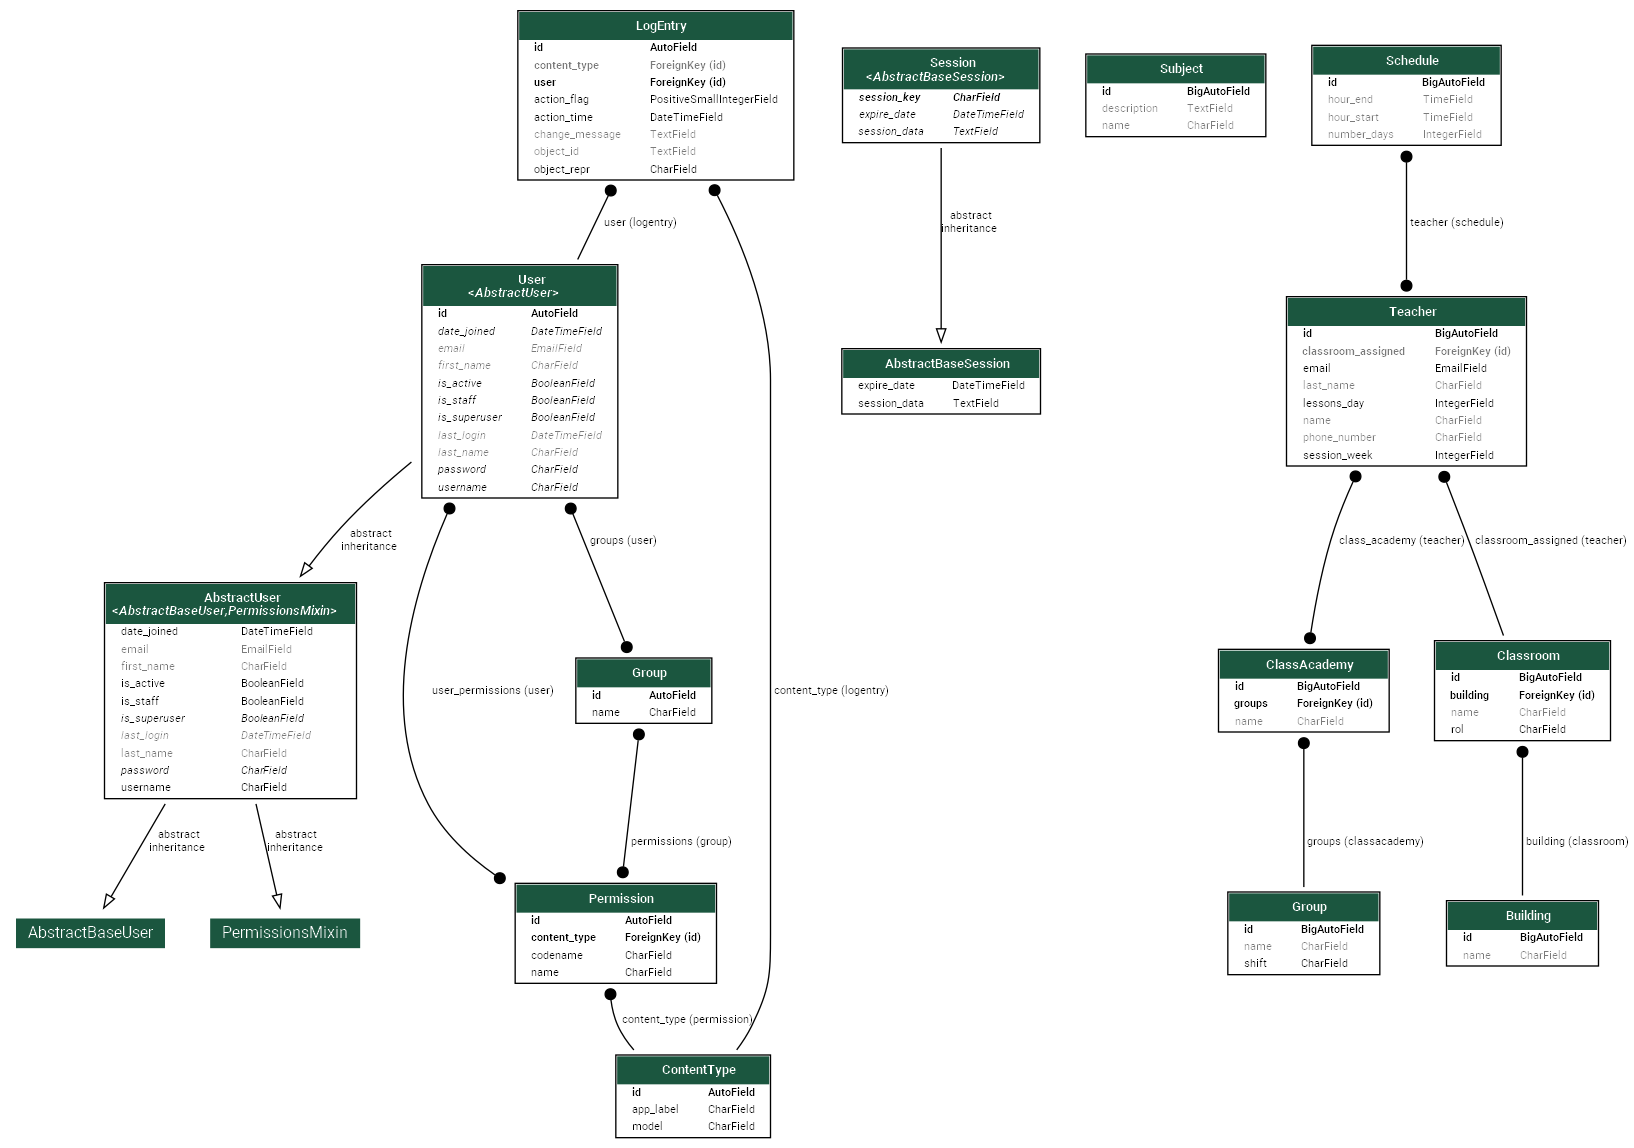 LogEntry
id AutoField
content_type ForeignKey (id)
user ForeignKey (id)
action_flag PositiveSmallIntegerField
action_time DateTimeField
change_message TextField
object_id TextField
object_repr CharField
Session
<AbstractBaseSession>
session_key CharField
expire_date DateTimeField
session_data TextField
Subject
id BigAutoField
description TextField
name CharField
Schedule
id BigAutoField
hour_end TimeField
hour_start TimeField
number_days IntegerField
user (logentry)
abstract
inheritance
teacher (schedule)
User
<AbstractUser>
id AutoField
date_joined DateTimeField
email EmailField
first_name CharField
is_active BooleanField
is_staff BooleanField
is_superuser BooleanField
last_login DateTimeField
last_name CharField
password CharField
username CharField
AbstractBaseSession
expire_date DateTimeField
session_data TextField
Teacher
id BigAutoField
classroom_assigned ForeignKey (id)
email EmailField
last_name CharField
lessons_day IntegerField
name CharField
phone_number CharField
session_week IntegerField
abstract
inheritance
groups (user)
class_academy (teacher)
classroom_assigned (teacher)
AbstractUser
<AbstractBaseUser,PermissionsMixin>
date_joined DateTimeField
email EmailField
first_name CharField
is_active BooleanField
is_staff BooleanField
is_superuser BooleanField
last_login DateTimeField
last_name CharField
password CharField
username CharField
user_permissions (user)
Group
id AutoField
name CharField
content_type (logentry)
ClassAcademy
id BigAutoField
groups ForeignKey (id)
name CharField
Classroom
id BigAutoField
building ForeignKey (id)
name CharField
rol CharField
abstract
inheritance
abstract
inheritance
permissions (group)
groups (classacademy)
building (classroom)
AbstractBaseUser
PermissionsMixin
Permission
id AutoField
content_type ForeignKey (id)
codename CharField
name CharField
Group
id BigAutoField
name CharField
shift CharField
Building
id BigAutoField
name CharField
content_type (permission)
ContentType
id AutoField
app_label CharField
model CharField